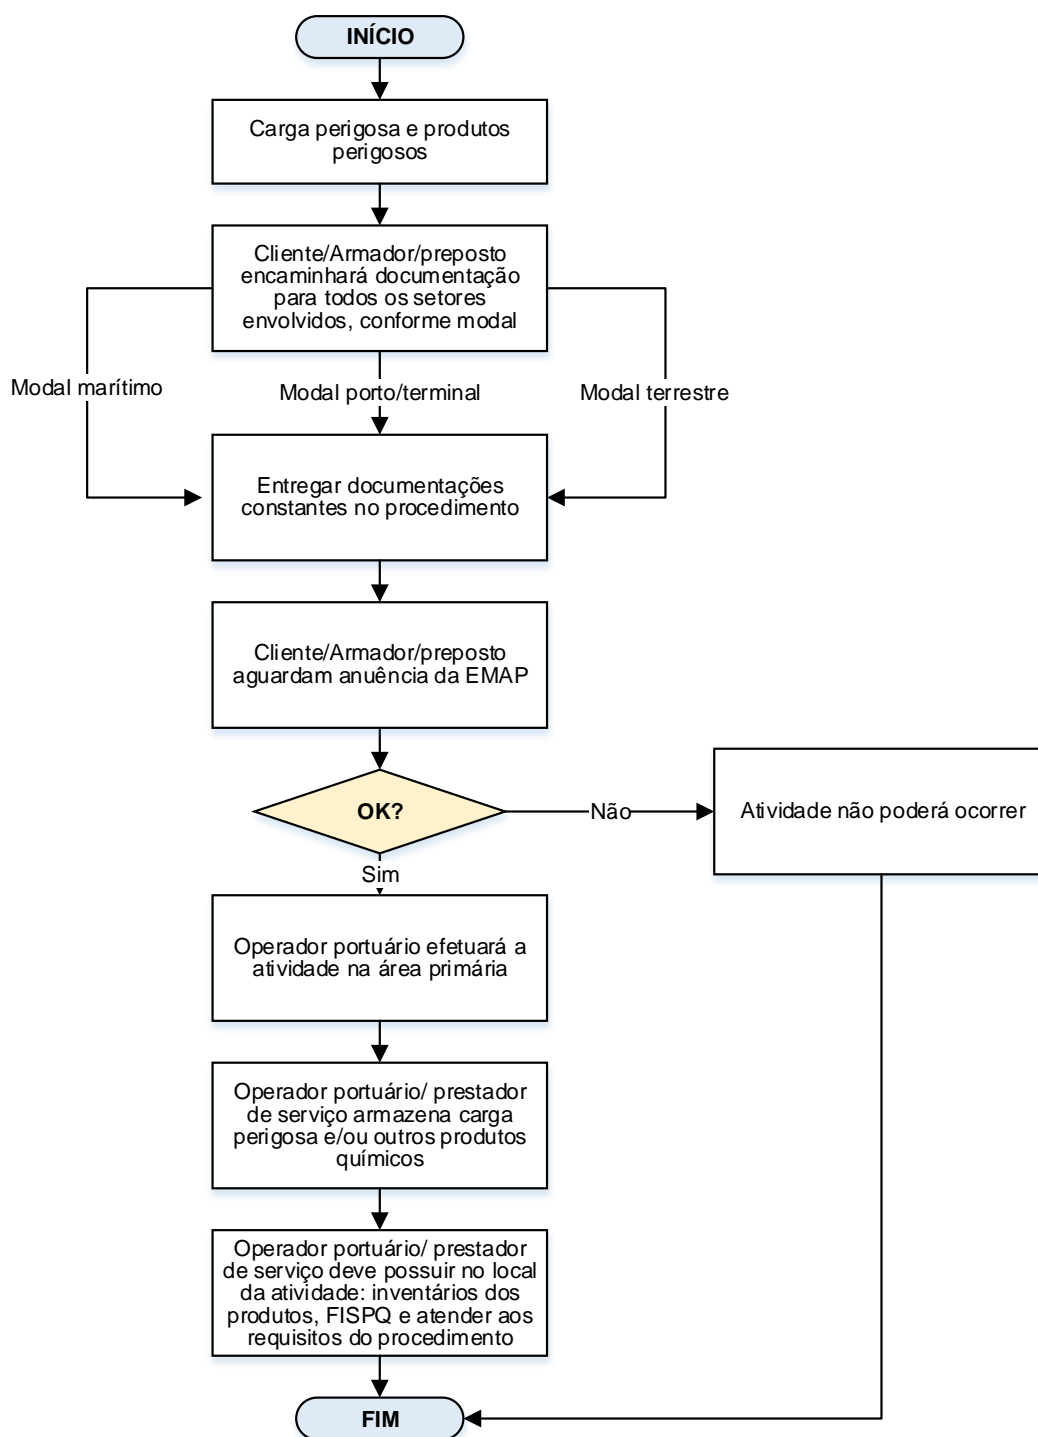 INÍCIO
Carga perigosa e produtos
perigosos
Cliente/Armador/preposto
encaminhará documentação
para todos os setores
envolvidos, conforme modal
Modal marítimo
Modal porto/terminal
Modal terrestre
Entregar documentações
constantes no procedimento
Cliente/Armador/preposto
aguardam anuência da EMAP
OK?
Não
Atividade não poderá ocorrer
Sim
Operador portuário efetuará a
atividade na área primária
Operador portuário/ prestador
de serviço armazena carga
perigosa e/ou outros produtos
químicos
Operador portuário/ prestador
de serviço deve possuir no local
da atividade: inventários dos
produtos, FISPQ e atender aos
requisitos do procedimento
FIM